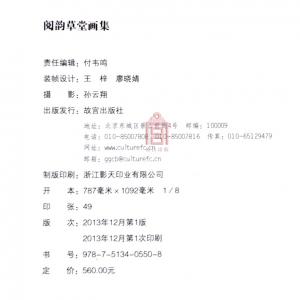 阅韵草堂画集
责任编辑：付韦鸣
装帧设计：王 梓 廖晓婧
摄 影：孙云翔
出版发行：故宫出版社
地址：北京东城区景山前街4号 邮编：100009
电话：010-85007808 010-85007816 传真：010-65129479
网址：www.culturefc.cn
邮箱：ggcb@culturefc.cn
制版印刷：浙江影天印业有限公司
开 本：787毫米×1092毫米 1/8
印 张：49
版 次：2013年12月第1版
2013年12月第1次印刷
书 号：978-7-5134-0550-8
定 价：560.00元